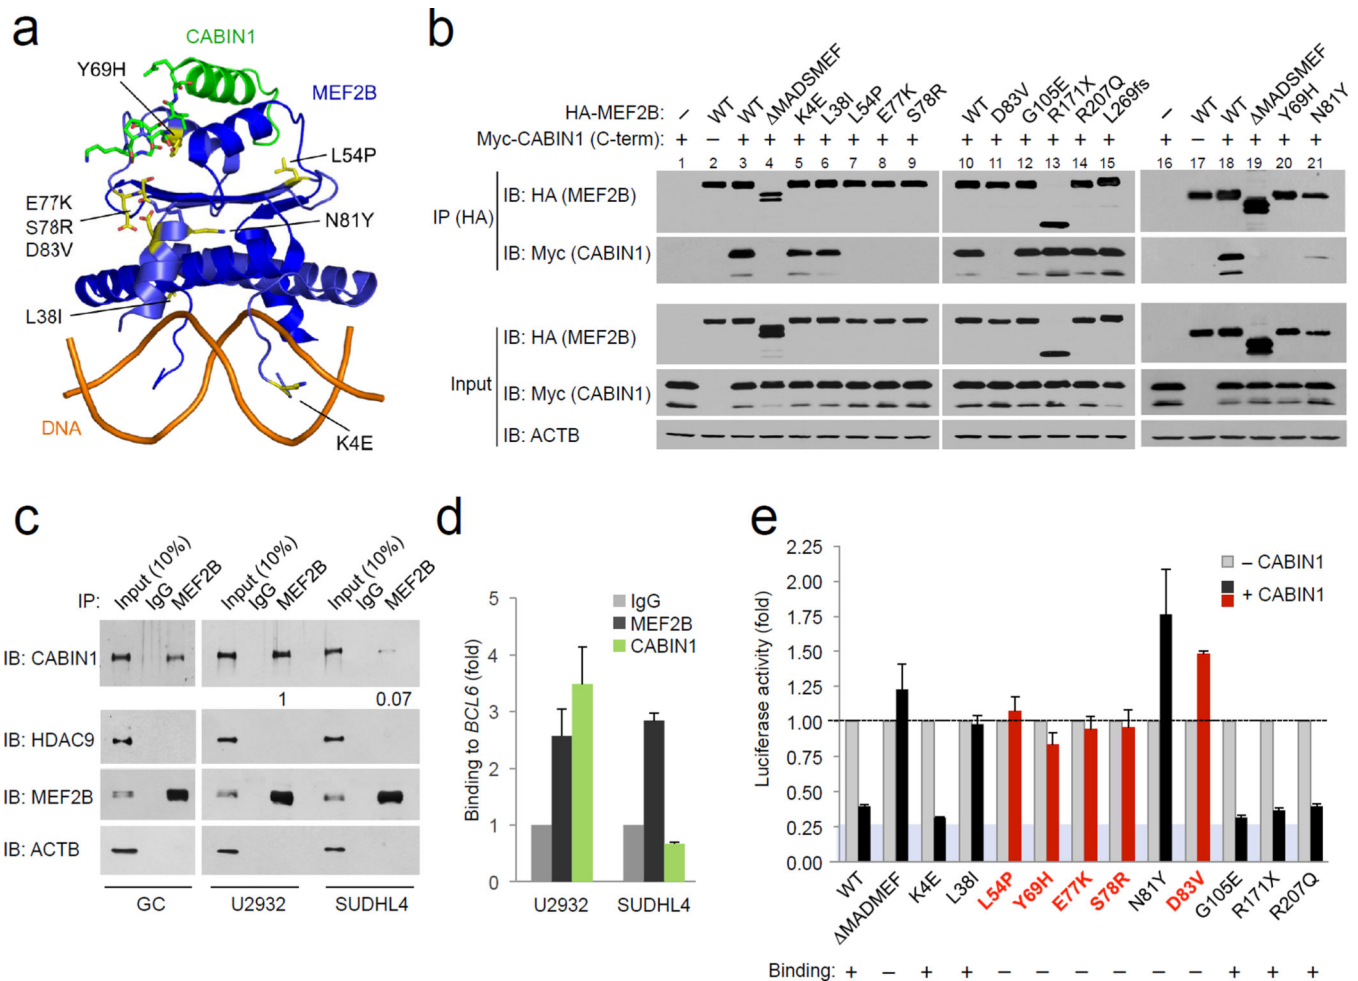 a
CABIN1
Y69H
MEF2B
L54P
E77K
S78R
D83V
N81Y
L38I
DNA
K4E
b
HA-MEF2B: – WT WT ΔMADSMEF K4E L38I L54P E77K S78R WT D83V G105E R171X R207Q L269fs – WT WT ΔMADSMEF Y69H N81Y
Myc-CABIN1 (C-term): + – + + + + + + + + + + + + + + – + + + +
1 2 3 4 5 6 7 8 9 10 11 12 13 14 15 16 17 18 19 20 21
IP (HA)
IB: HA (MEF2B)
IB: Myc (CABIN1)
Input
IB: HA (MEF2B)
IB: Myc (CABIN1)
IB: ACTB
c
IP: Input (10%) IgG MEF2B Input (10%) IgG MEF2B Input (10%) IgG MEF2B
IB: CABIN1
1 0.07
IB: HDAC9
IB: MEF2B
IB: ACTB
GC U2932 SUDHL4
d
Binding to BCL6 (fold)
5
4
3
2
1
0
IgG
MEF2B
CABIN1
U2932 SUDHL4
e
Luciferase activity (fold)
2.25
2.00
1.75
1.50
1.25
1.00
0.75
0.50
0.25
0.00
– CABIN1
+ CABIN1
WT ΔMADMEF K4E L38I L54P Y69H E77K S78R N81Y D83V G105E R171X R207Q
Binding: + – + + – – – – – – + + +